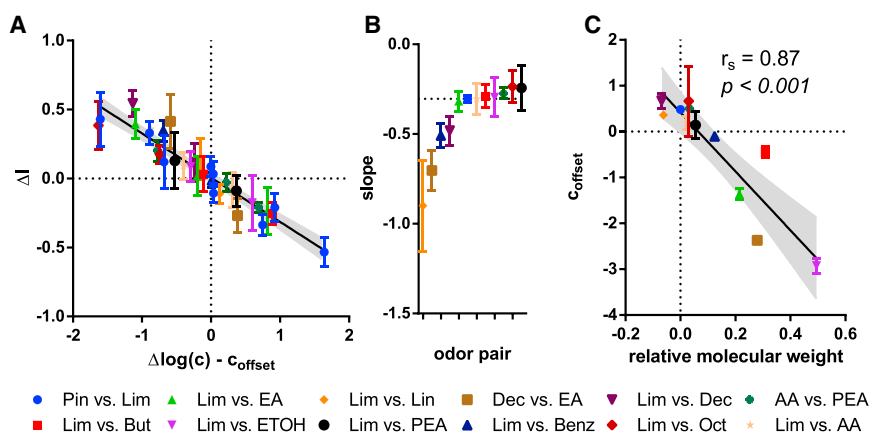 A
B
C
1.0
0.5
0.0
-0.5
-1.0
ΔI
-2
-1
0
1
2
Δlog(c) - c_offset
0.0
-0.5
-1.0
-1.5
slope
odor pair
2
1
0
-1
-2
-3
-4
c_offset
r_s = 0.87
p < 0.001
-0.2
0.0
0.2
0.4
0.6
relative molecular weight
Pin vs. Lim Lim vs. EA Lim vs. Lin Dec vs. EA Lim vs. Dec AA vs. PEA
Lim vs. But Lim vs. ETOH Lim vs. PEA Lim vs. Benz Lim vs. Oct Lim vs. AA